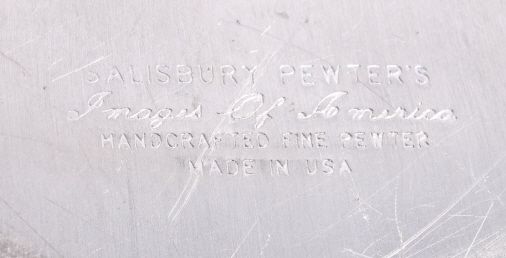 SALISBURY PEWTER'S
Images Of America
HANDCRAFTED FINE PEWTER
MADE IN USA